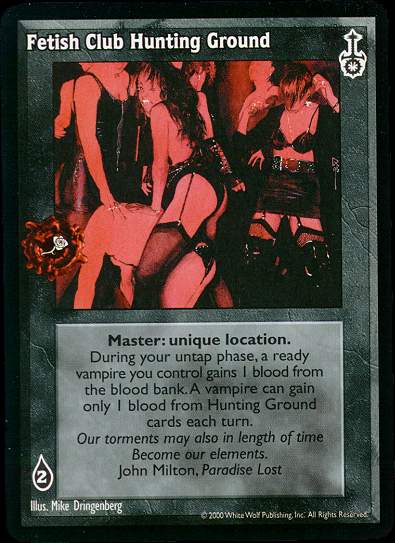 Fetish Club Hunting Ground
Master: unique location.
During your untap phase, a ready
vampire you control gains 1 blood from
the blood bank. A vampire can gain
only 1 blood from Hunting Ground
cards each turn.
Our torments may also in length of time
Become our elements.
John Milton, Paradise Lost
2
Illus. Mike Dringenberg
© 2000 White Wolf Publishing, Inc. All Rights Reserved.